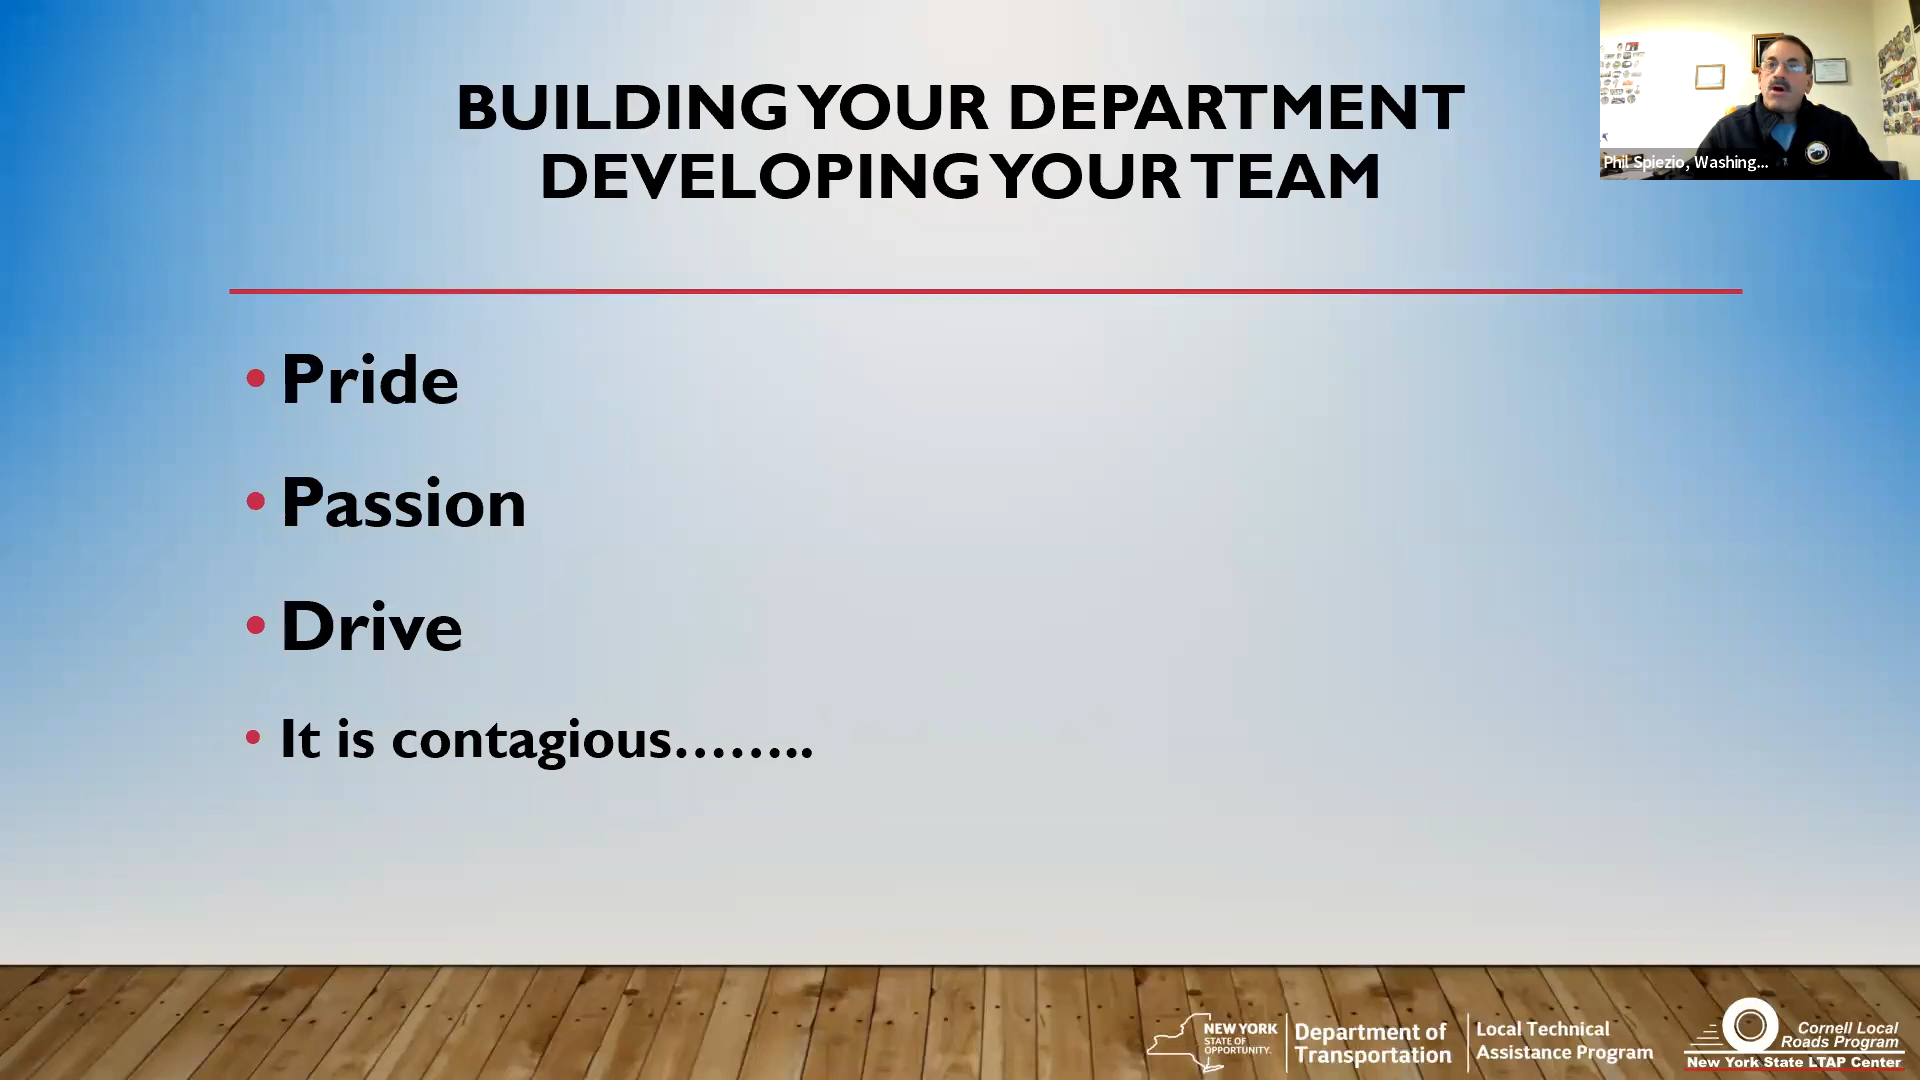 BUILDING YOUR DEPARTMENT
DEVELOPING YOUR TEAM
Phil Spiezio, Washing...
• Pride
• Passion
• Drive
• It is contagious……..
NEW YORK
STATE OF
OPPORTUNITY.
Department of
Transportation
Local Technical
Assistance Program
Cornell Local
Roads Program
New York State LTAP Center